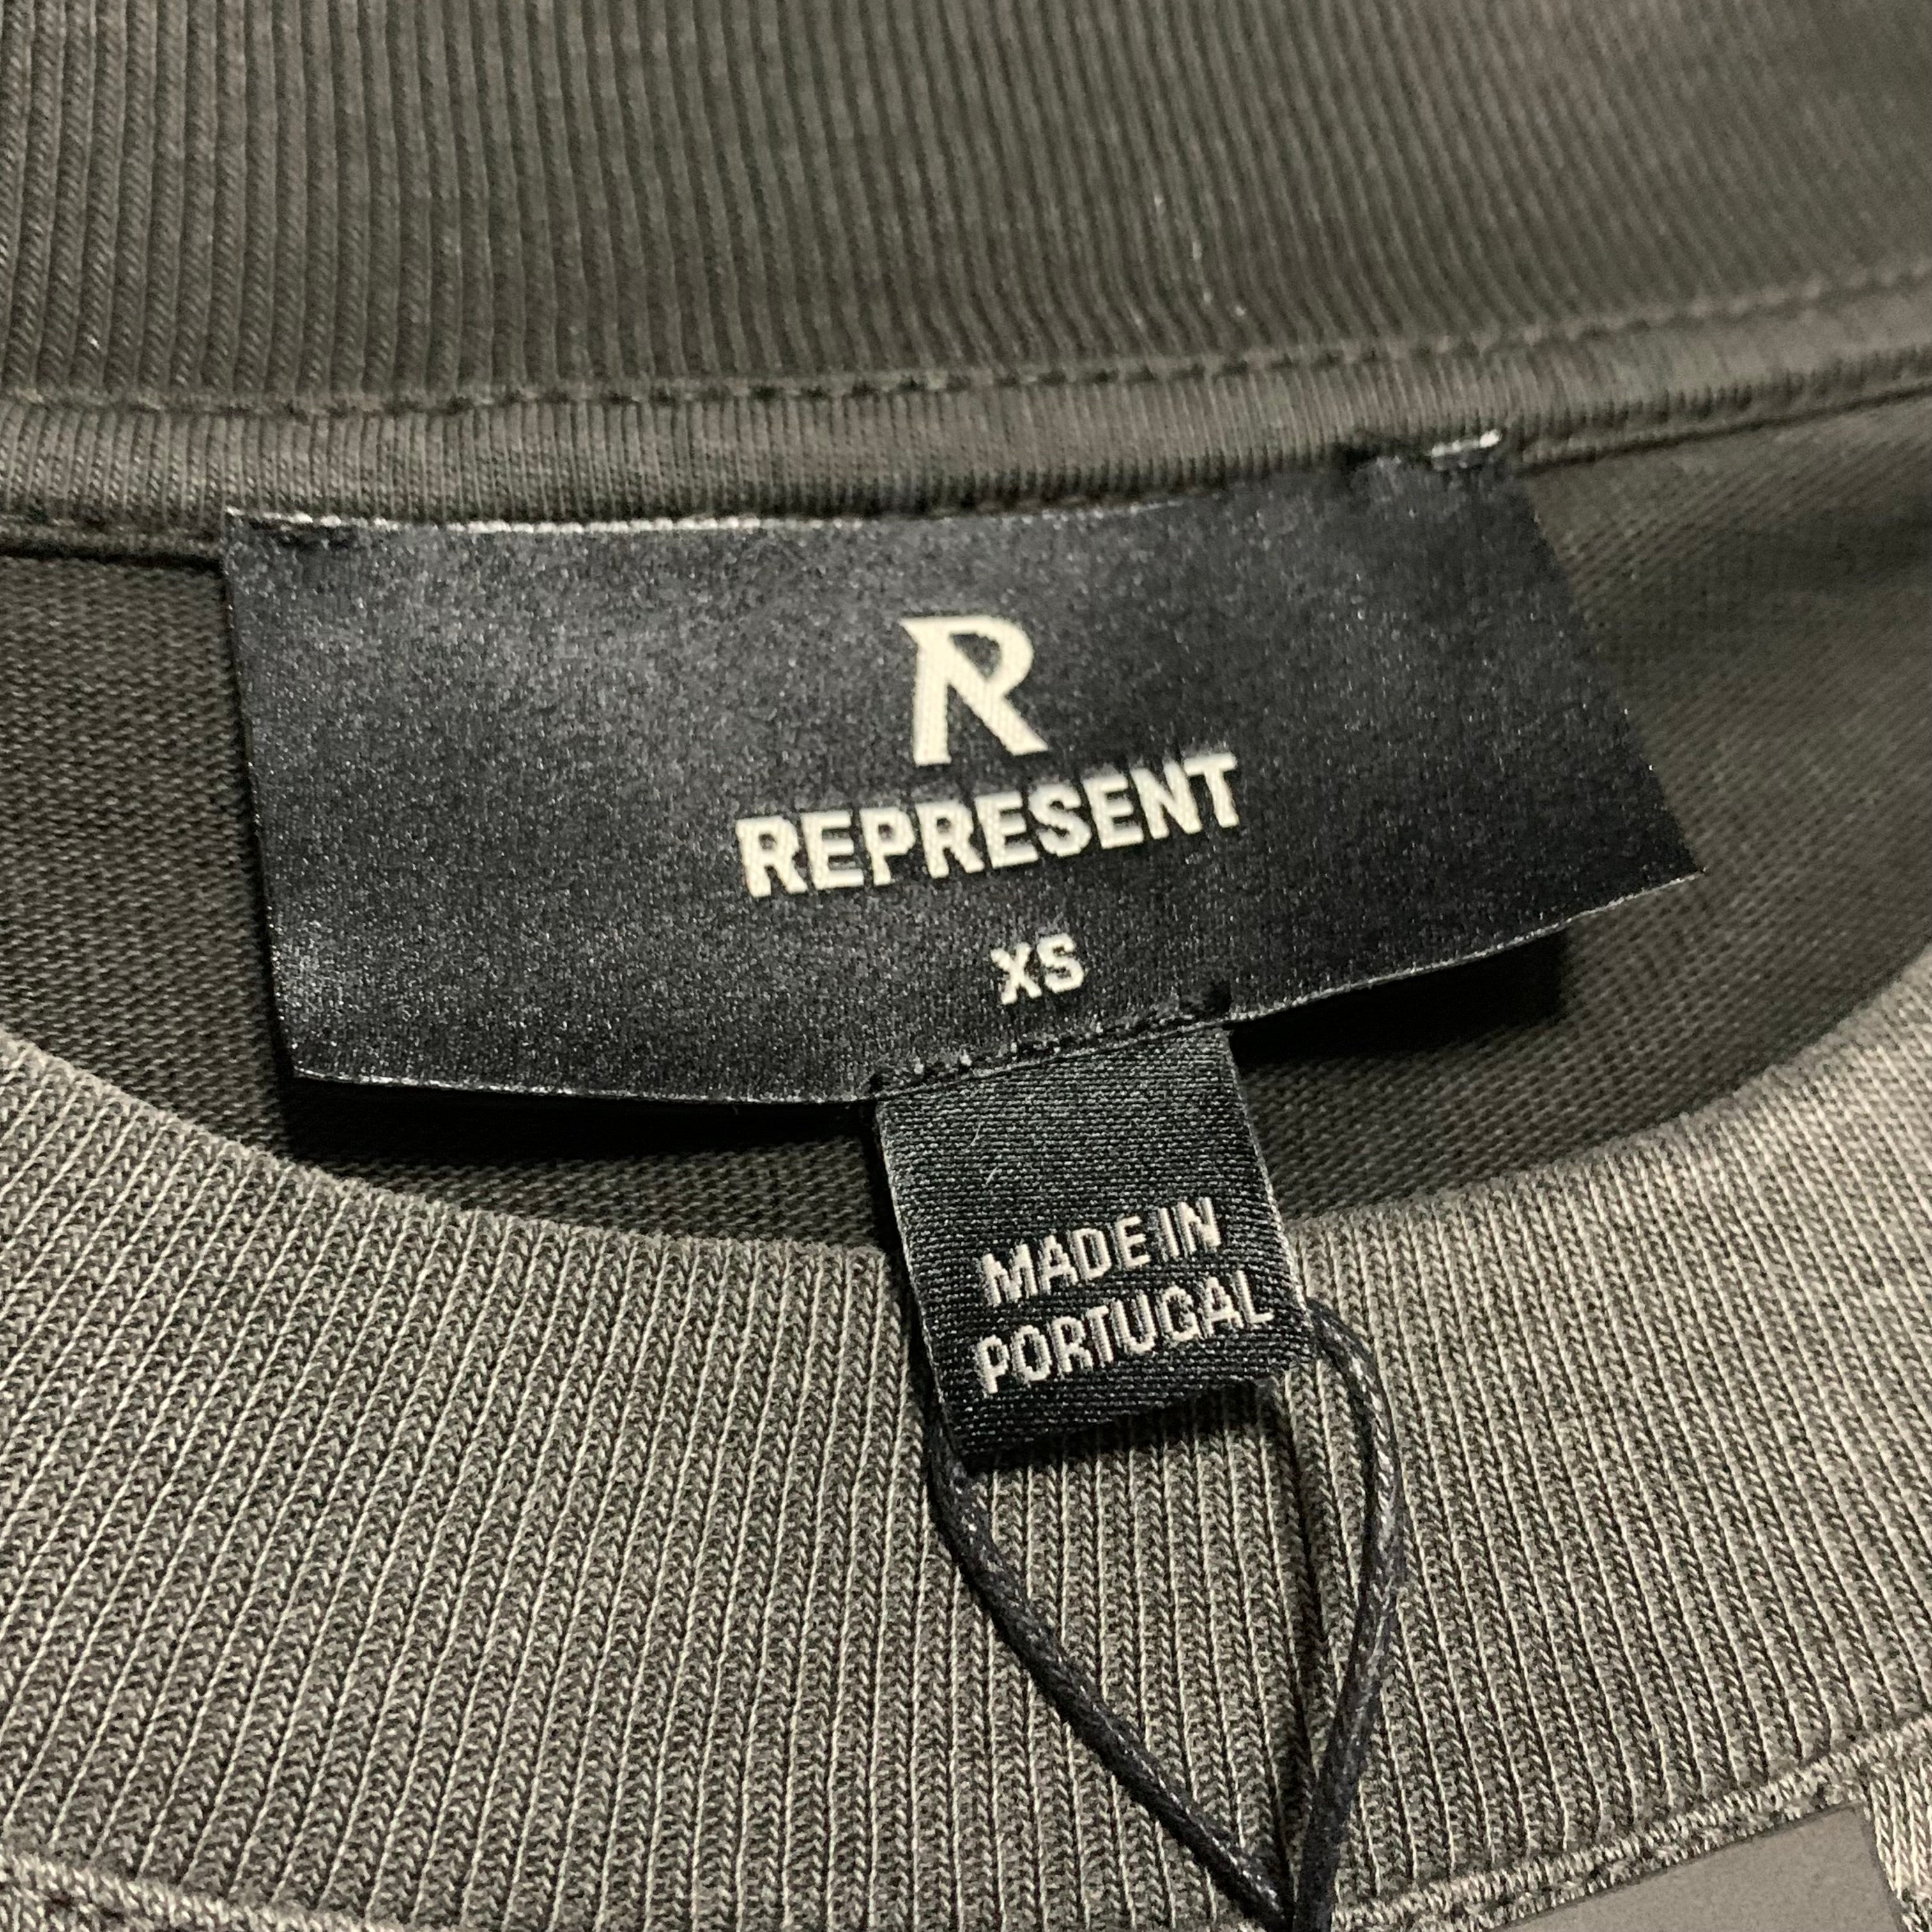 R
REPRESENT
XS
MADE IN
PORTUGAL